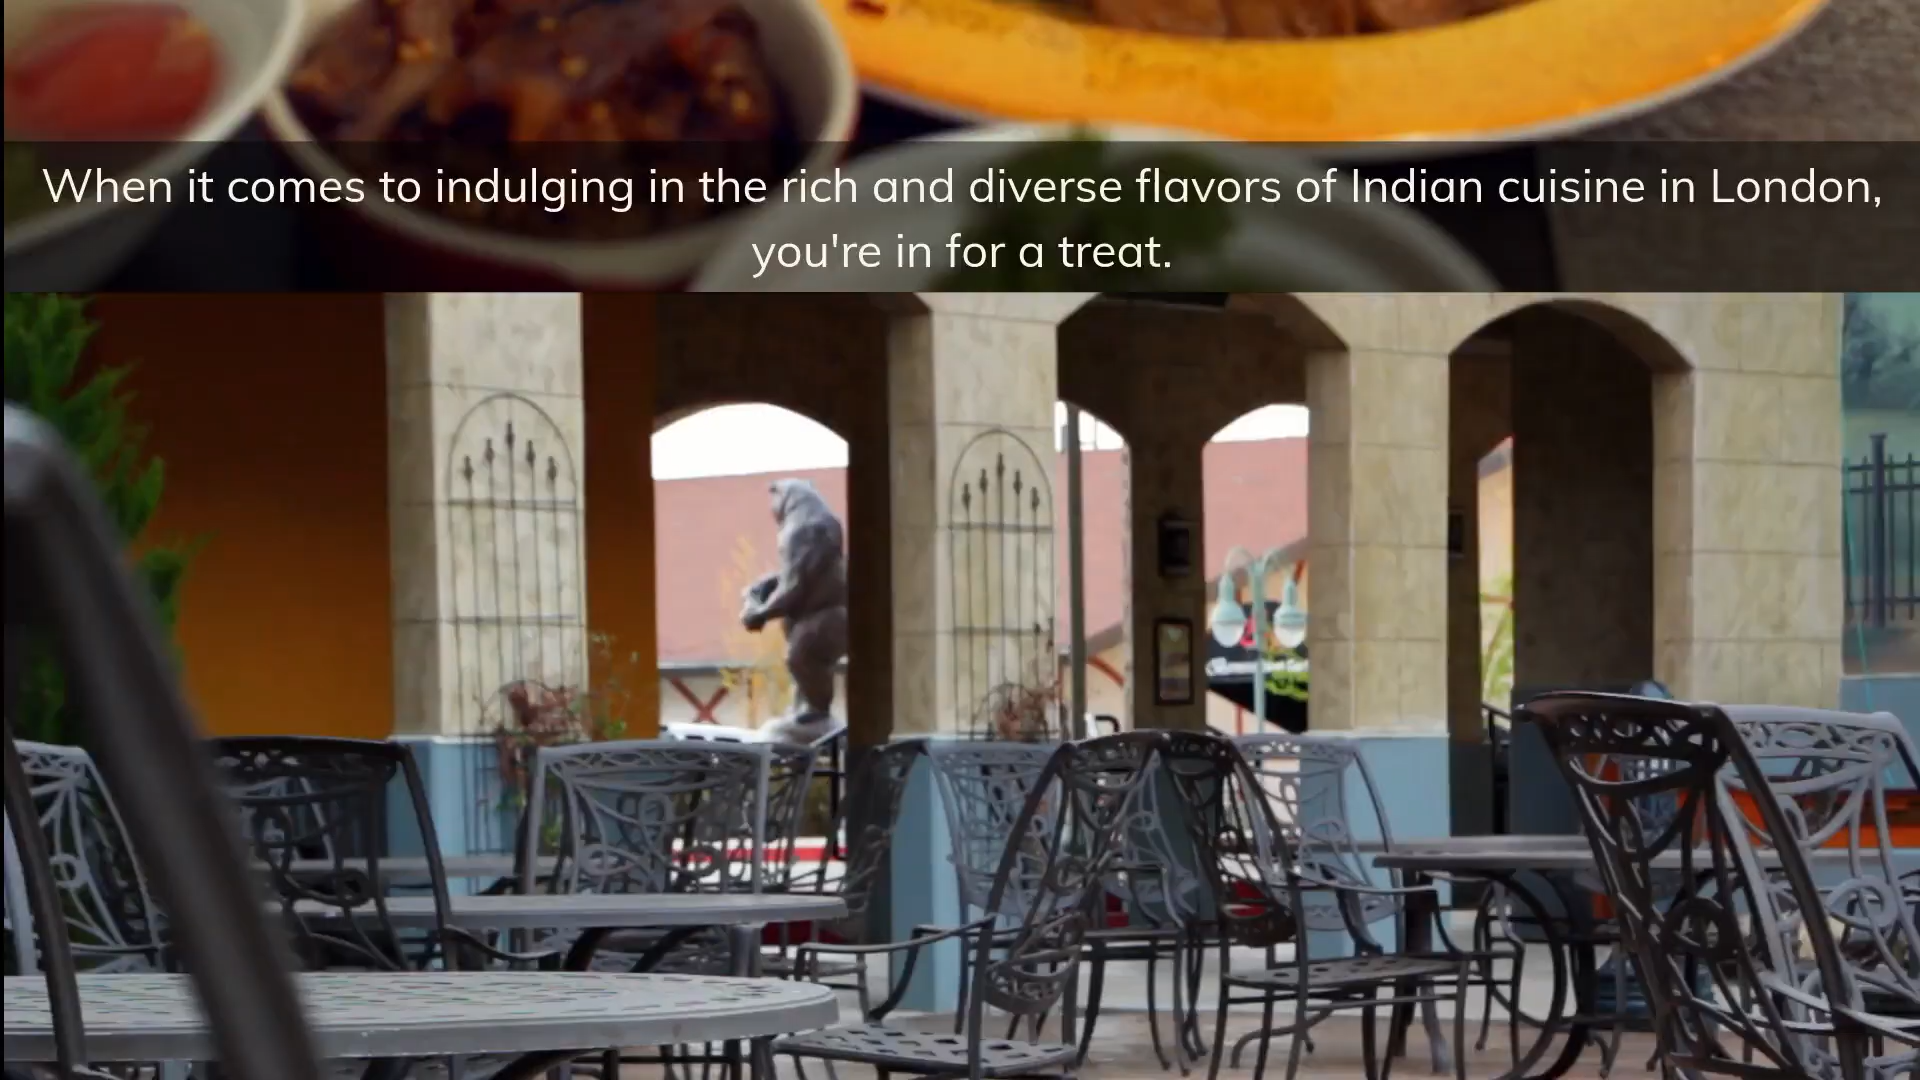 When it comes to indulging in the rich and diverse flavors of Indian cuisine in London,
you're in for a treat.